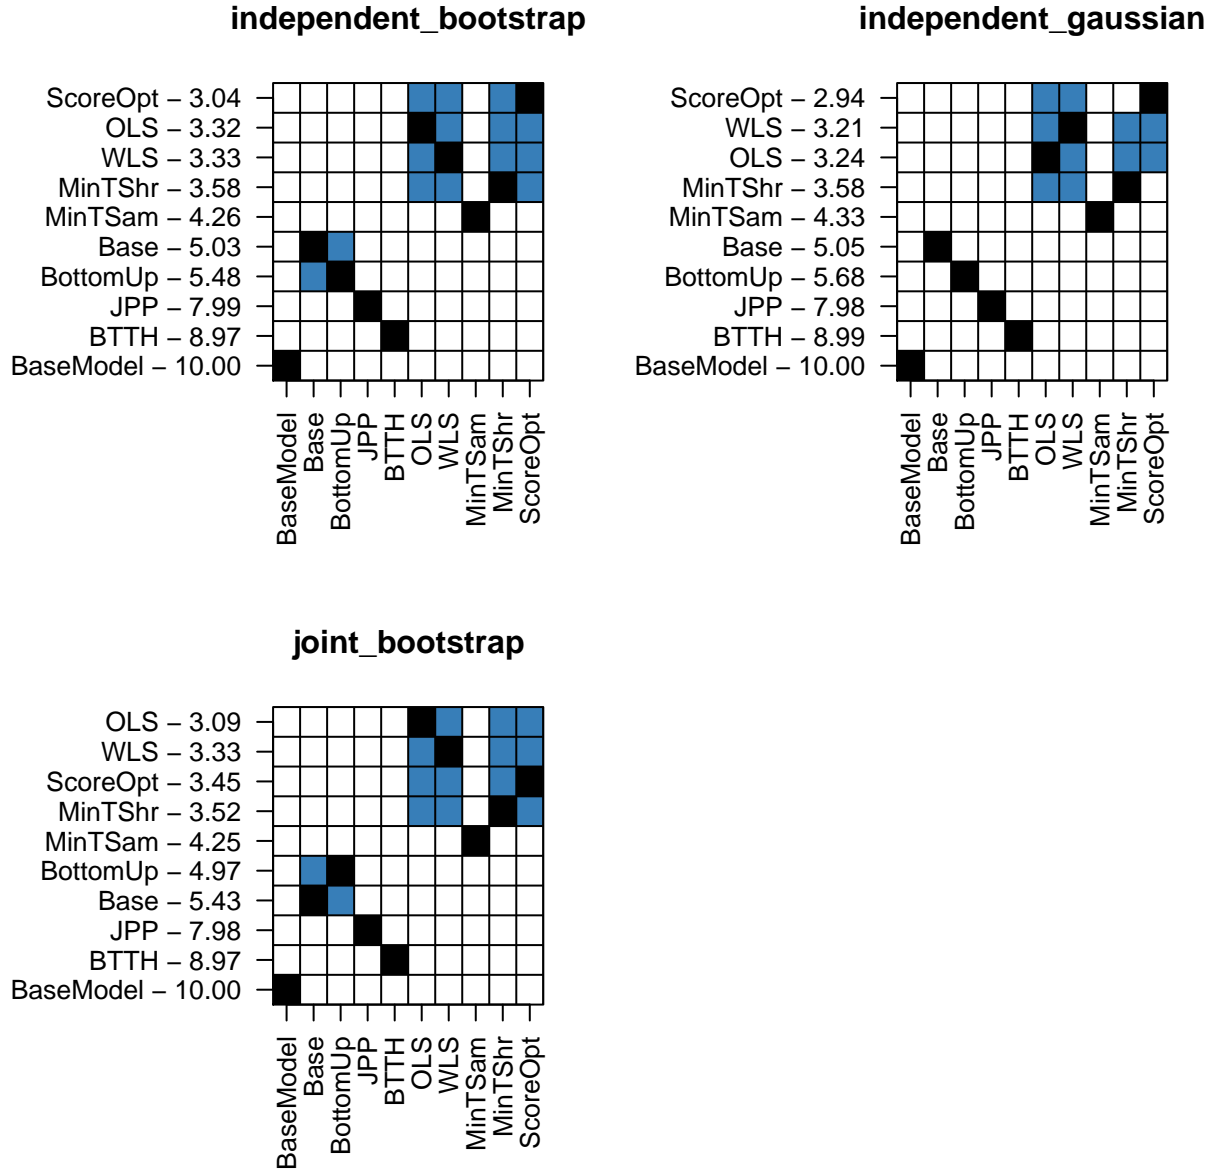 independent_bootstrap
ScoreOpt − 3.04
OLS − 3.32
WLS − 3.33
MinTShr − 3.58
MinTSam − 4.26
Base − 5.03
BottomUp − 5.48
JPP − 7.99
BTTH − 8.97
BaseModel − 10.00
BaseModel
Base
BottomUp
JPP
BTTH
OLS
WLS
MinTSam
MinTShr
ScoreOpt
independent_gaussian
ScoreOpt − 2.94
WLS − 3.21
OLS − 3.24
MinTShr − 3.58
MinTSam − 4.33
Base − 5.05
BottomUp − 5.68
JPP − 7.98
BTTH − 8.99
BaseModel − 10.00
BaseModel
Base
BottomUp
JPP
BTTH
OLS
WLS
MinTSam
MinTShr
ScoreOpt
joint_bootstrap
OLS − 3.09
WLS − 3.33
ScoreOpt − 3.45
MinTShr − 3.52
MinTSam − 4.25
BottomUp − 4.97
Base − 5.43
JPP − 7.98
BTTH − 8.97
BaseModel − 10.00
BaseModel
Base
BottomUp
JPP
BTTH
OLS
WLS
MinTSam
MinTShr
ScoreOpt